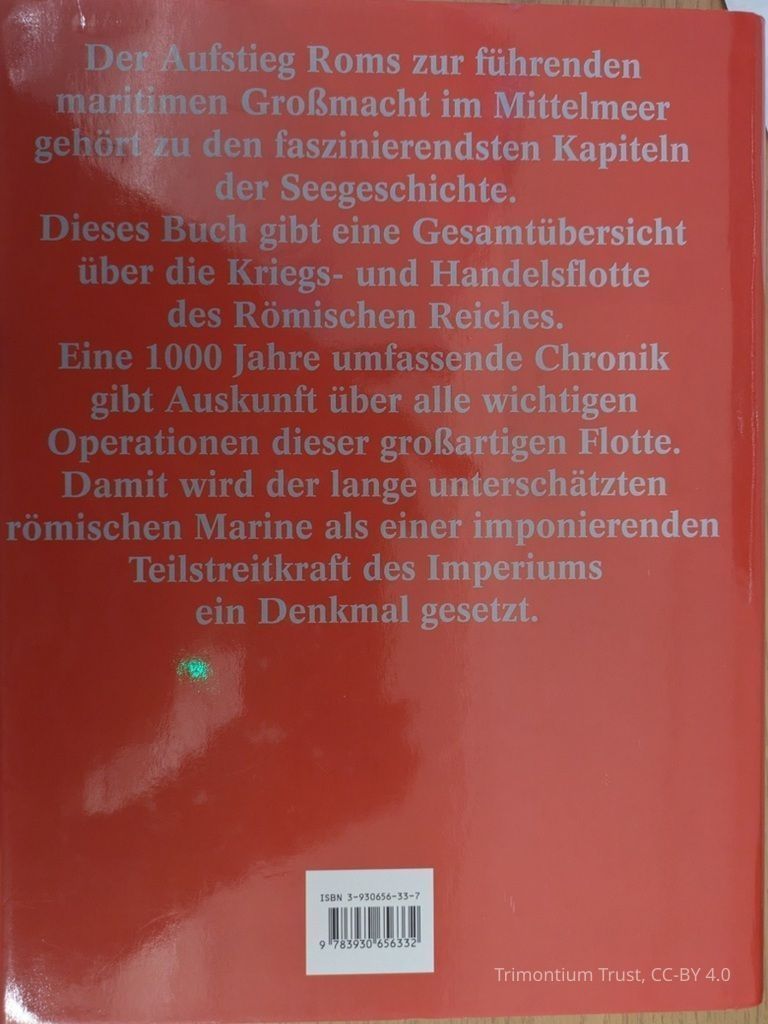 Der Aufstieg Roms zur führenden
maritimen Großmacht im Mittelmeer
gehört zu den faszinierendsten Kapiteln
der Seegeschichte.
Dieses Buch gibt eine Gesamtübersicht
über die Kriegs- und Handelsflotte
des Römischen Reiches.
Eine 1000 Jahre umfassende Chronik
gibt Auskunft über alle wichtigen
Operationen dieser großartigen Flotte.
Damit wird der lange unterschätzten
römischen Marine als einer imponierenden
Teilstreitkraft des Imperiums
ein Denkmal gesetzt.
ISBN 3-930656-33-7
9 783930 656332
Trimontium Trust, CC-BY 4.0